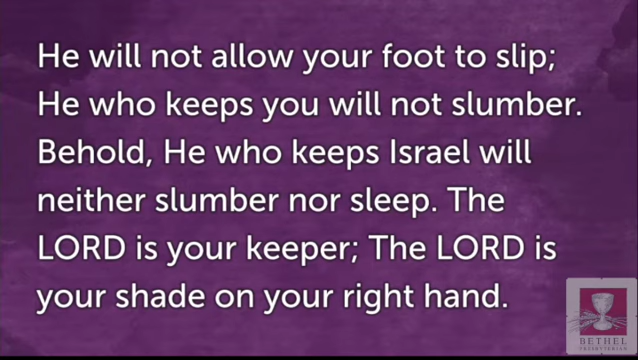 He will not allow your foot to slip;
He who keeps you will not slumber.
Behold, He who keeps Israel will
neither slumber nor sleep. The
LORD is your keeper; The LORD is
your shade on your right hand.
BETHEL
PRESBYTERIAN